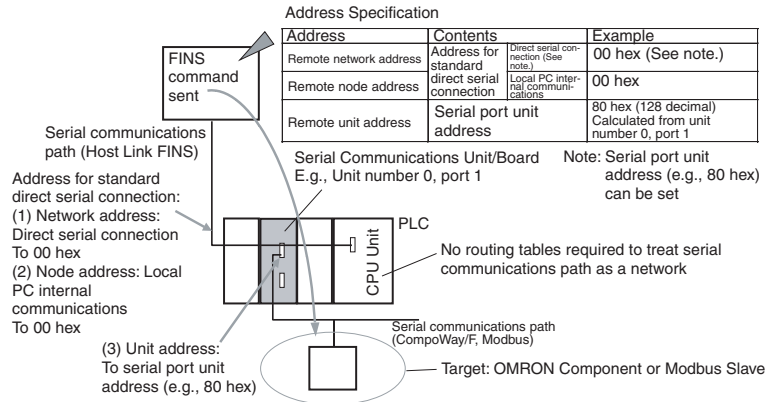 Address Specification
Address Contents Example
Remote network address
Address for standard direct serial connection
Direct serial con-
nection (See
note.)
00 hex (See note.)
Remote node address
Local PC inter-
nal communi-
cations
00 hex
Remote unit address
Serial port unit
address
80 hex (128 decimal)
Calculated from unit
number 0, port 1
FINS
command
sent
Serial communications
path (Host Link FINS)
Serial Communications Unit/Board
E.g., Unit number 0, port 1
Note: Serial port unit
address (e.g., 80 hex)
can be set
Address for standard
direct serial connection:
(1) Network address:
Direct serial connection
To 00 hex
(2) Node address: Local
PC internal
communications
To 00 hex
PLC
CPU Unit
No routing tables required to treat serial
communications path as a network
Serial communications path
(CompoWay/F, Modbus)
(3) Unit address:
To serial port unit
address (e.g., 80 hex)
Target: OMRON Component or Modbus Slave